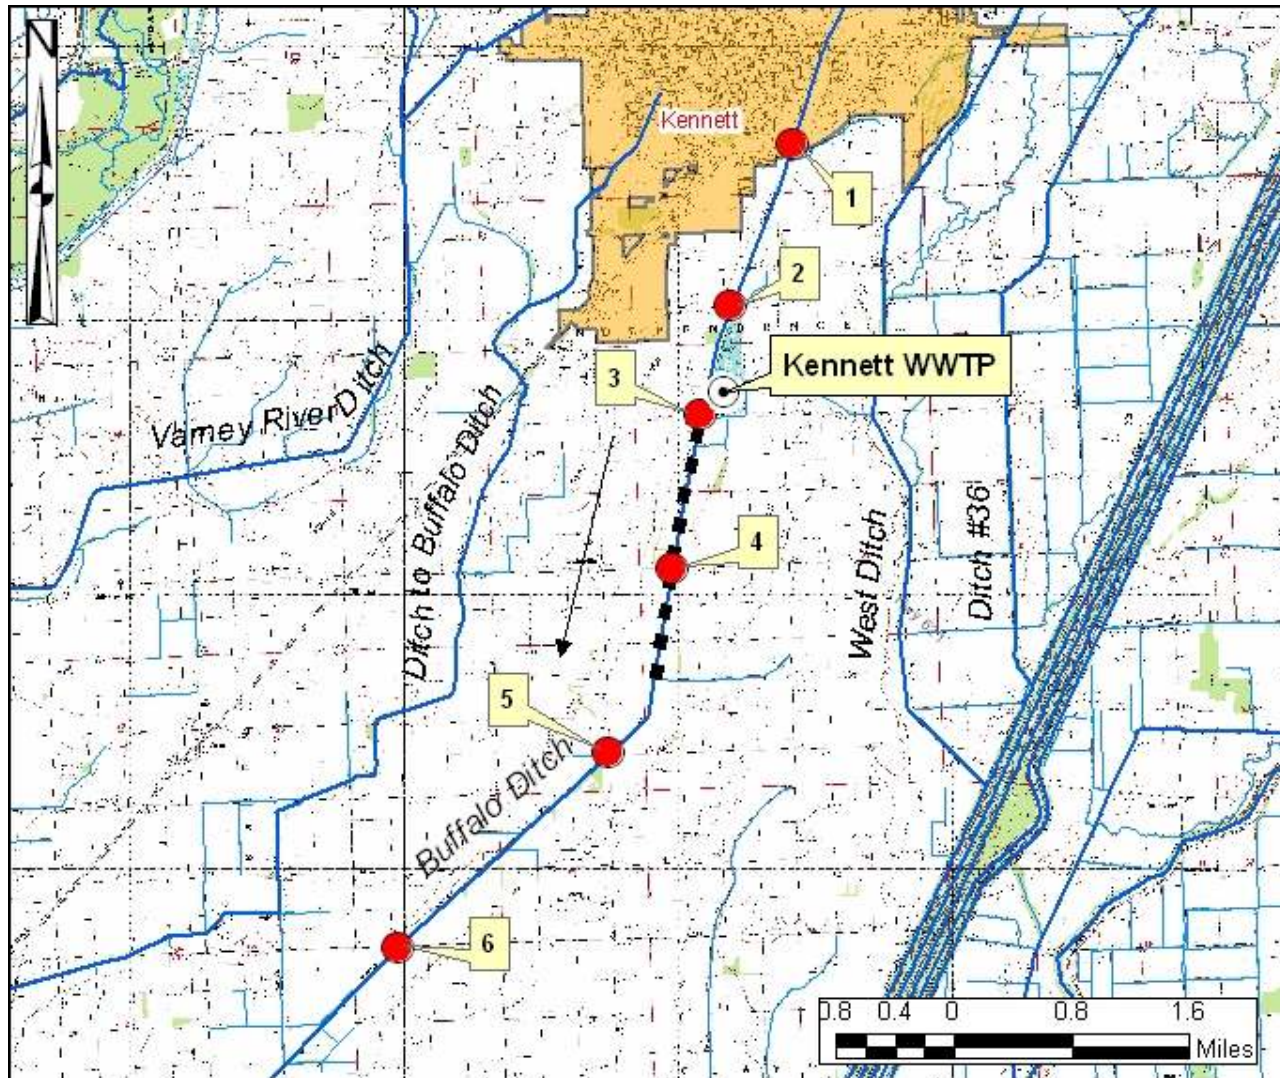 N
Kennett
1
2
Kennett WWTP
3
Varney River Ditch
Ditch to Buffalo Ditch
4
West Ditch
Ditch #36
5
Buffalo Ditch
6
0.8 0.4 0 0.8 1.6
Miles